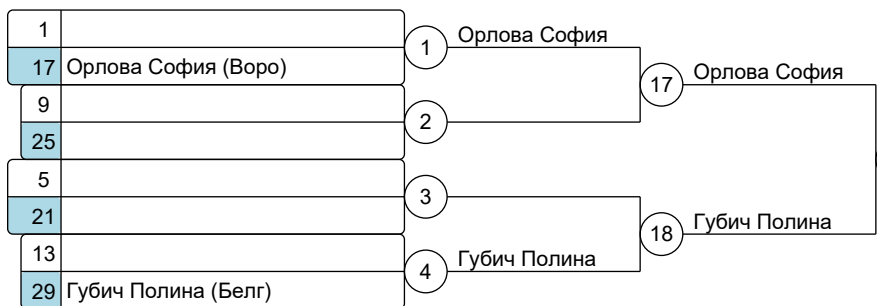 1
17 Орлова София (Воро)
1 Орлова София
9
25
2
17 Орлова София
5
21
3
13
29 Губич Полина (Белг)
4 Губич Полина
18 Губич Полина